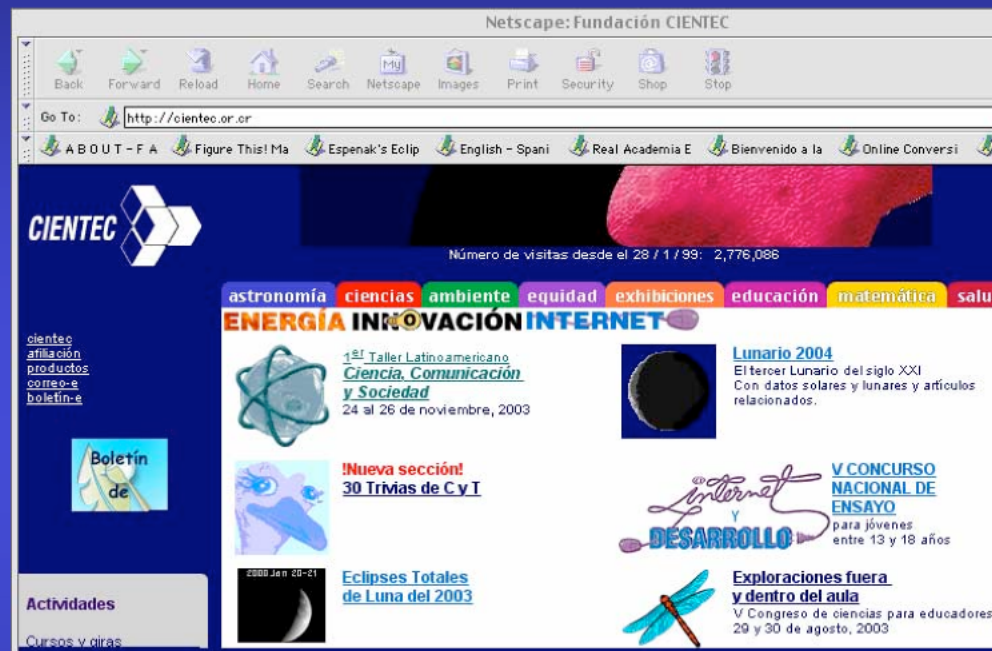 Netscape: Fundación CIENTEC
Back Forward Reload Home Search Netscape Images Print Security Shop Stop
My
Go To: http://cientec.or.cr
ABOUT-FA Figure This! Ma Espenak's Eclip English - Spani Real Academia E Bienvenido a la Online Conversi
CIENTEC
Número de visitas desde el 28 / 1 / 99: 2,776,086
astronomía ciencias ambiente equidad exhibiciones educación matemática salu
ENERGÍA INNOVACIÓN INTERNET
cientec
afiliación
productos
correo-e
boletín-e
Boletín
de
Actividades
Cursos y giras
1er Taller Latinoamericano
Ciencia, Comunicación
y Sociedad
24 al 26 de noviembre, 2003
Lunario 2004
El tercer Lunario del siglo XXI
Con datos solares y lunares y artículos
relacionados.
!Nueva sección!
30 Trivias de C y T
internet
Y
DESARROLLO
V CONCURSO
NACIONAL DE
ENSAYO
para jóvenes
entre 13 y 18 años
2000 Jan 20-21
Eclipses Totales
de Luna del 2003
Exploraciones fuera
y dentro del aula
V Congreso de ciencias para educadores
29 y 30 de agosto, 2003